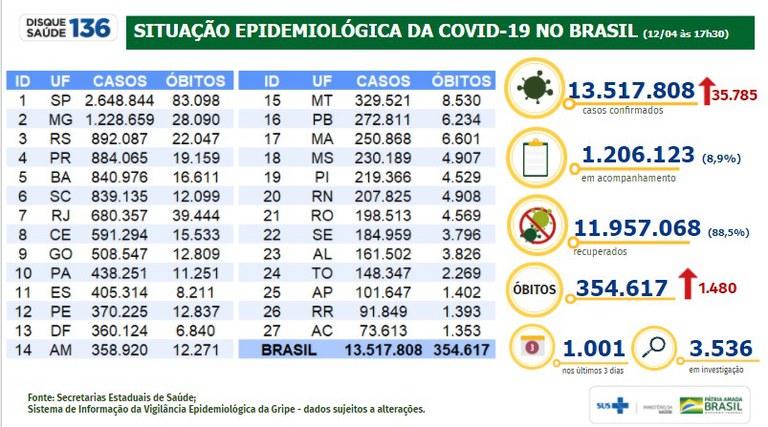 DISQUE
SAÚDE 136
SITUAÇÃO EPIDEMIOLÓGICA DA COVID-19 NO BRASIL (12/04 às 17h30)
ID UF CASOS ÓBITOS
1 SP 2.648.844 83.098
2 MG 1.228.659 28.090
3 RS 892.087 22.047
4 PR 884.065 19.159
5 BA 840.976 16.611
6 SC 839.135 12.099
7 RJ 680.357 39.444
8 CE 591.294 15.533
9 GO 508.547 12.809
10 PA 438.251 11.251
11 ES 405.314 8.211
12 PE 370.225 12.837
13 DF 360.124 6.840
14 AM 358.920 12.271
ID UF CASOS ÓBITOS
15 MT 329.521 8.530
16 PB 272.811 6.234
17 MA 250.868 6.601
18 MS 230.189 4.907
19 PI 219.366 4.529
20 RN 207.825 4.908
21 RO 198.513 4.569
22 SE 184.959 3.796
23 AL 161.502 3.826
24 TO 148.347 2.269
25 AP 101.647 1.402
26 RR 91.849 1.393
27 AC 73.613 1.353
BRASIL 13.517.808 354.617
13.517.808 35.785
casos confirmados
1.206.123 (8,9%)
em acompanhamento
11.957.068 (88,5%)
recuperados
ÓBITOS 354.617 1.480
3 1.001
nos últimos 3 dias
3.536
em investigação
Fonte: Secretarias Estaduais de Saúde;
Sistema de Informação da Vigilância Epidemiológica da Gripe - dados sujeitos a alterações.
SUS
MINISTÉRIO DA
SAÚDE
PÁTRIA AMADA
BRASIL
GOVERNO FEDERAL